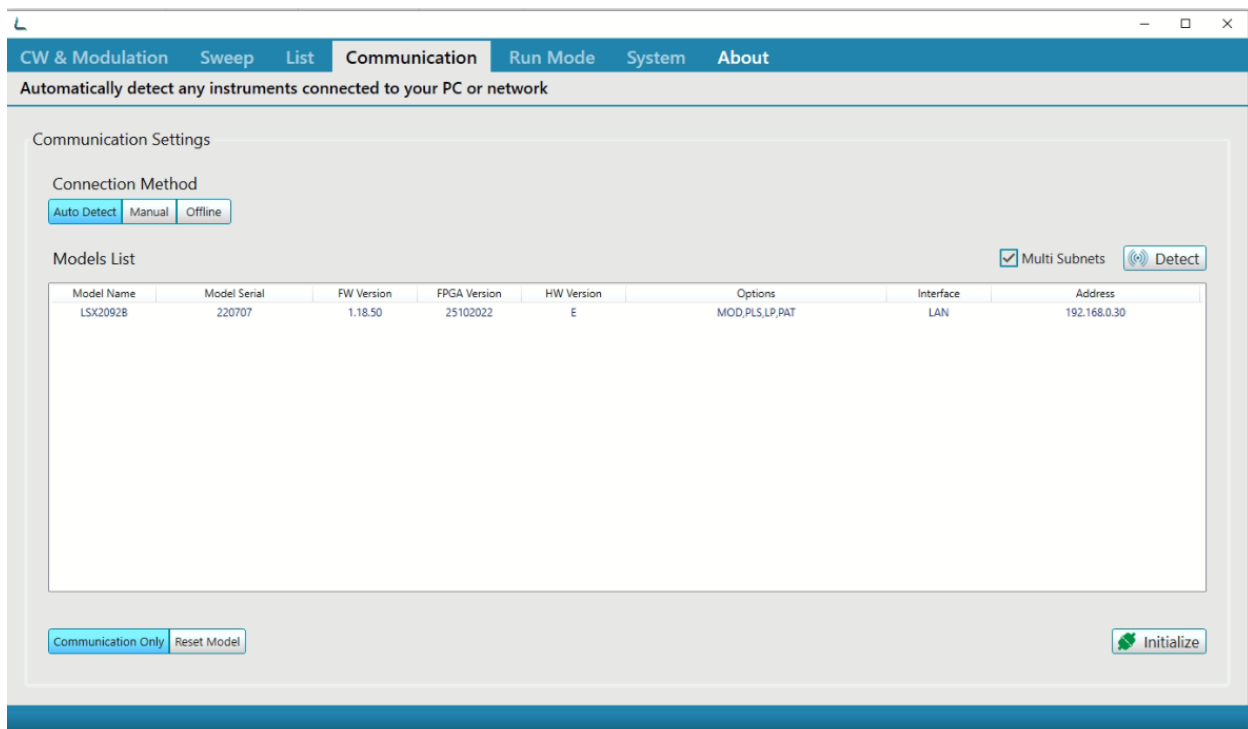 CW & Modulation Sweep List Communication Run Mode System About
Automatically detect any instruments connected to your PC or network
Communication Settings
Connection Method
Auto Detect Manual Offline
Models List Multi Subnets Detect
Model Name Model Serial FW Version FPGA Version HW Version Options Interface Address
LSX2092B 220707 1.18.50 25102022 E MOD,PLS,LP,PAT LAN 192.168.0.30
Communication Only Reset Model Initialize